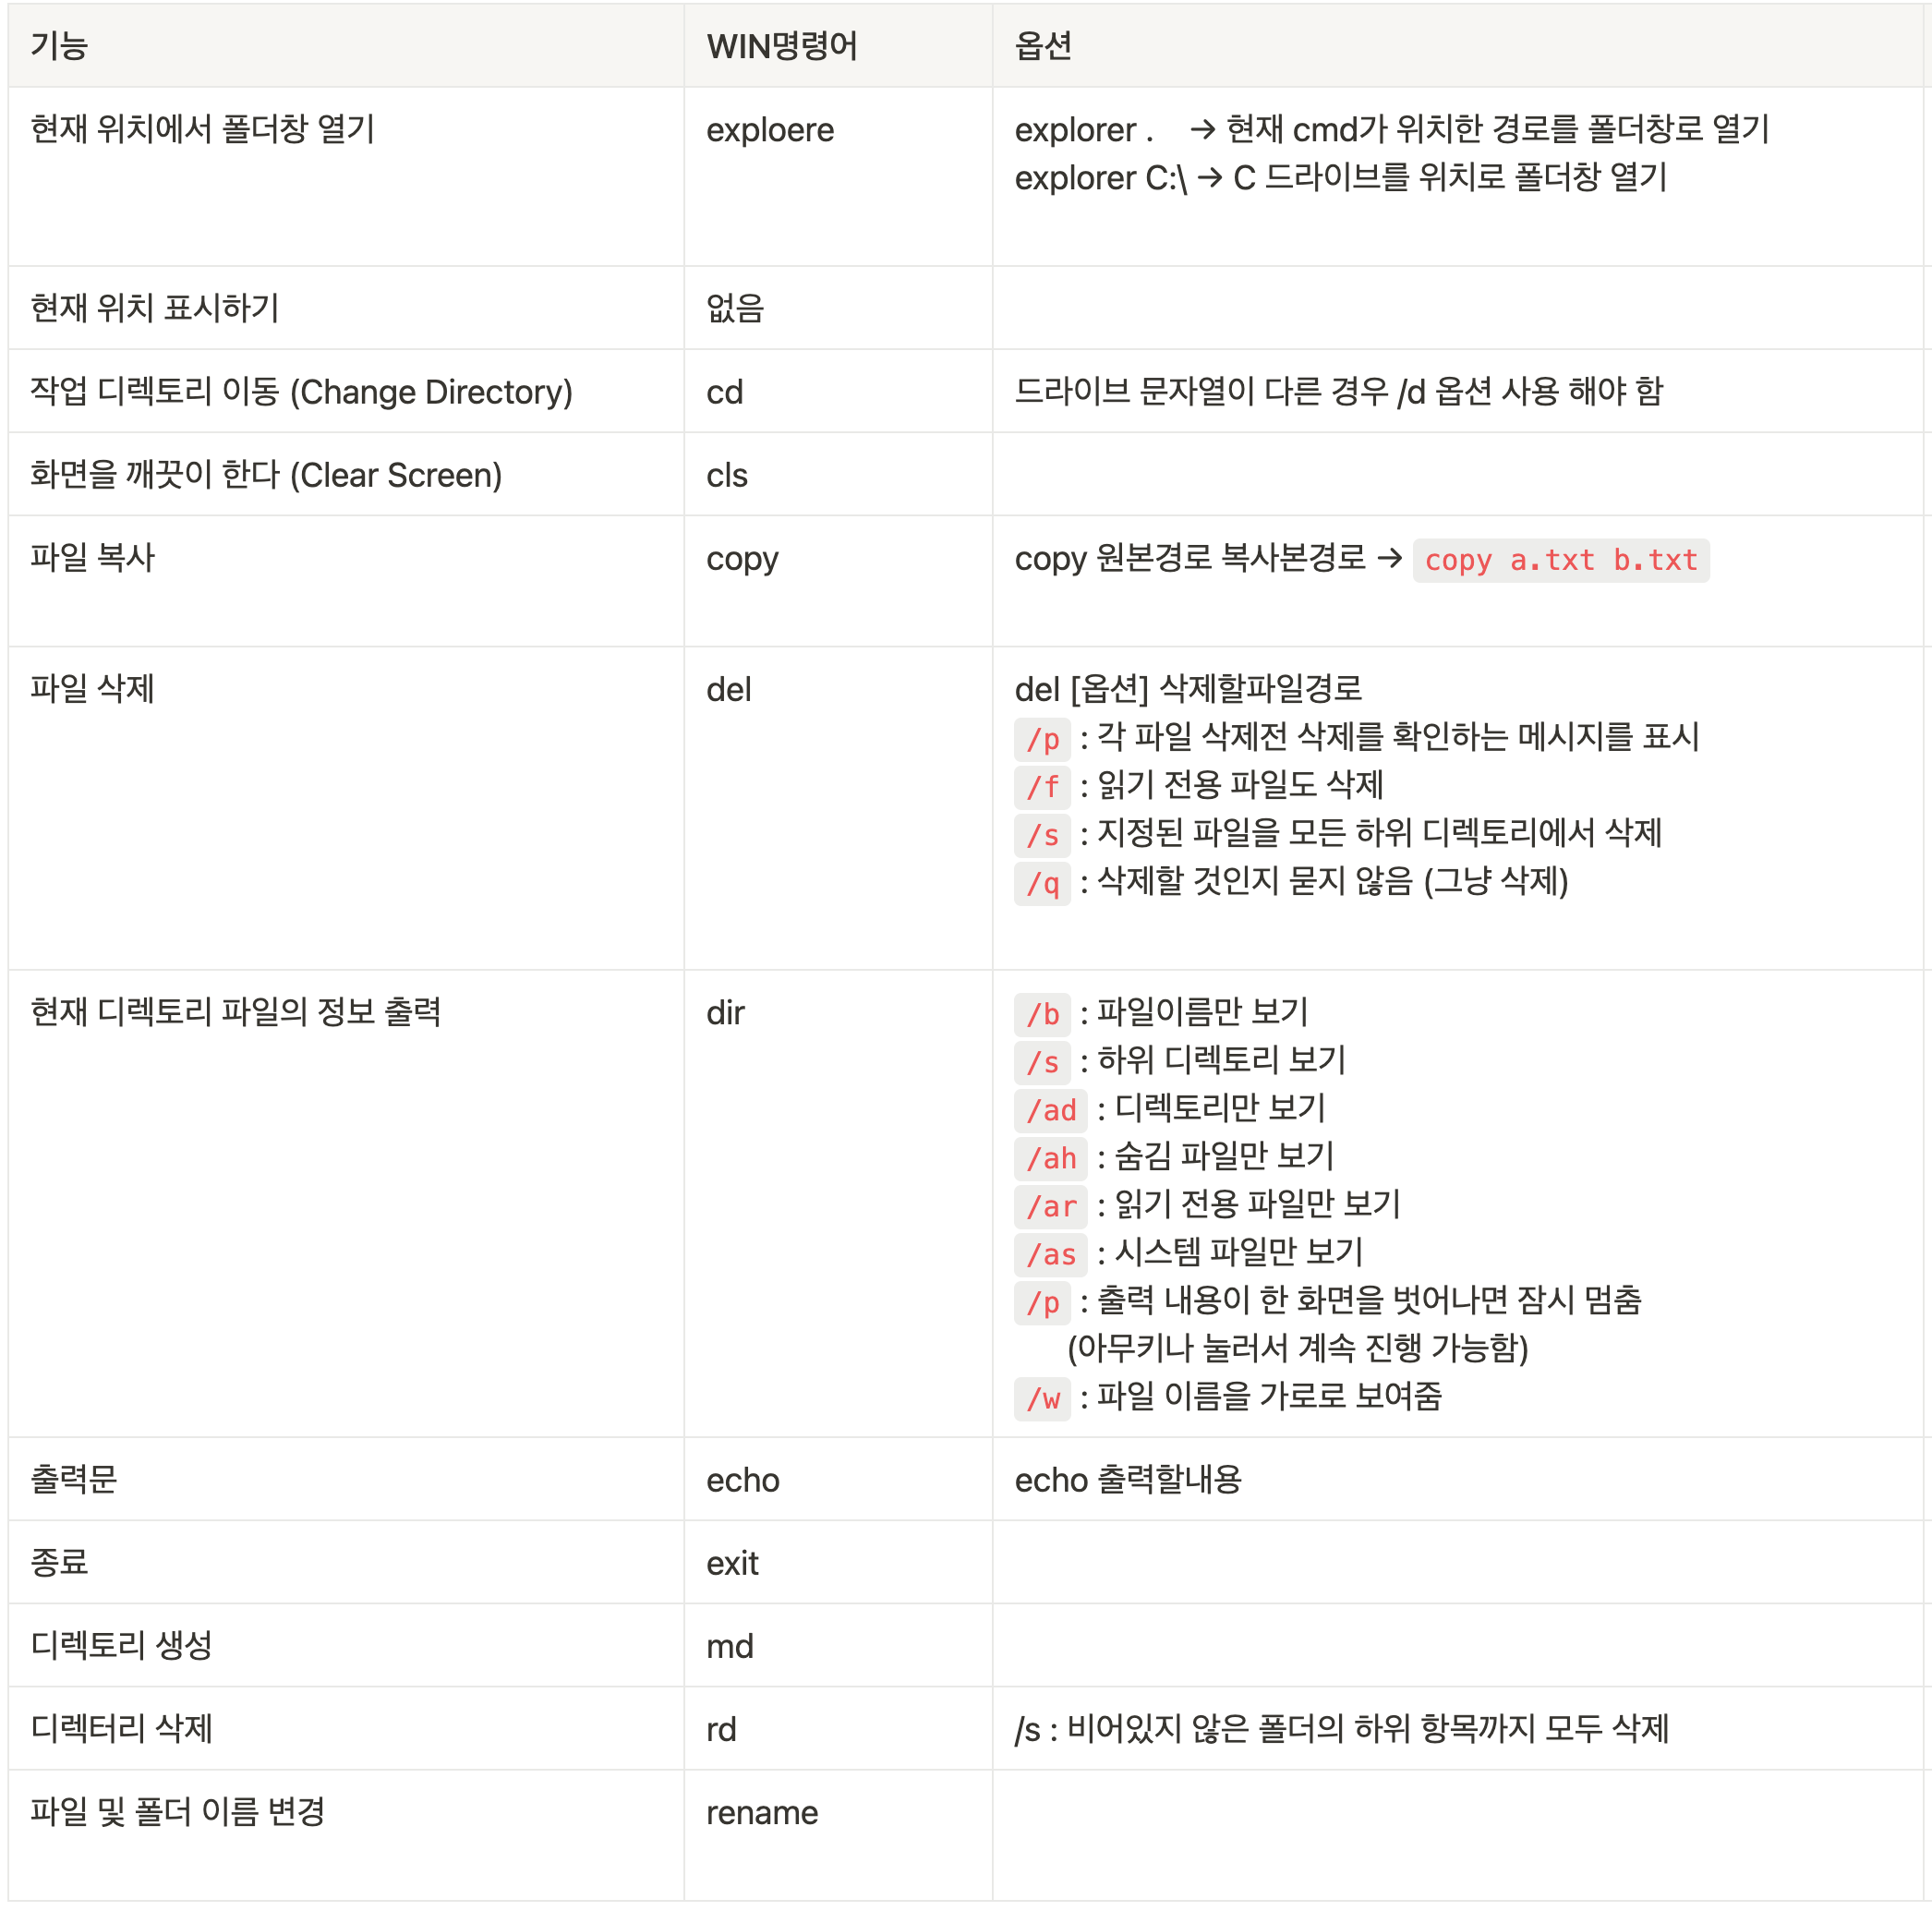 기능 WIN명령어 옵션
현재 위치에서 폴더창 열기 exploere explorer . → 현재 cmd가 위치한 경로를 폴더창로 열기
explorer C:\ → C 드라이브를 위치로 폴더창 열기
현재 위치 표시하기 없음
작업 디렉토리 이동 (Change Directory) cd 드라이브 문자열이 다른 경우 /d 옵션 사용 해야 함
화면을 깨끗이 한다 (Clear Screen) cls
파일 복사 copy copy 원본경로 복사본경로 → copy a.txt b.txt
파일 삭제 del del [옵션] 삭제할파일경로
/p : 각 파일 삭제전 삭제를 확인하는 메시지를 표시
/f : 읽기 전용 파일도 삭제
/s : 지정된 파일을 모든 하위 디렉토리에서 삭제
/q : 삭제할 것인지 묻지 않음 (그냥 삭제)
현재 디렉토리 파일의 정보 출력 dir /b : 파일이름만 보기
/s : 하위 디렉토리 보기
/ad : 디렉토리만 보기
/ah : 숨김 파일만 보기
/ar : 읽기 전용 파일만 보기
/as : 시스템 파일만 보기
/p : 출력 내용이 한 화면을 벗어나면 잠시 멈춤
(아무키나 눌러서 계속 진행 가능함)
/w : 파일 이름을 가로로 보여줌
출력문 echo echo 출력할내용
종료 exit
디렉토리 생성 md
디렉터리 삭제 rd /s : 비어있지 않은 폴더의 하위 항목까지 모두 삭제
파일 및 폴더 이름 변경 rename